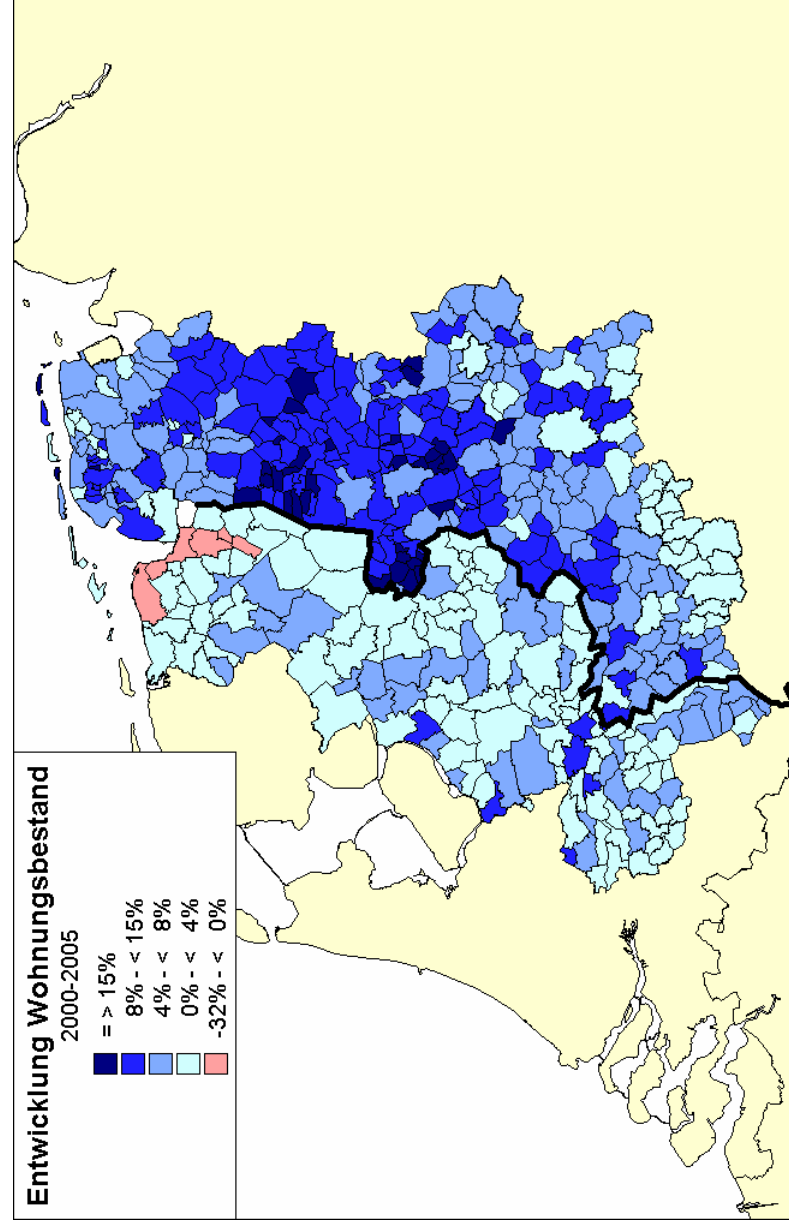 Entwicklung Wohnungsbestand
2000-2005
= > 15%
8% - < 15%
4% - < 8%
0% - < 4%
-32% - < 0%